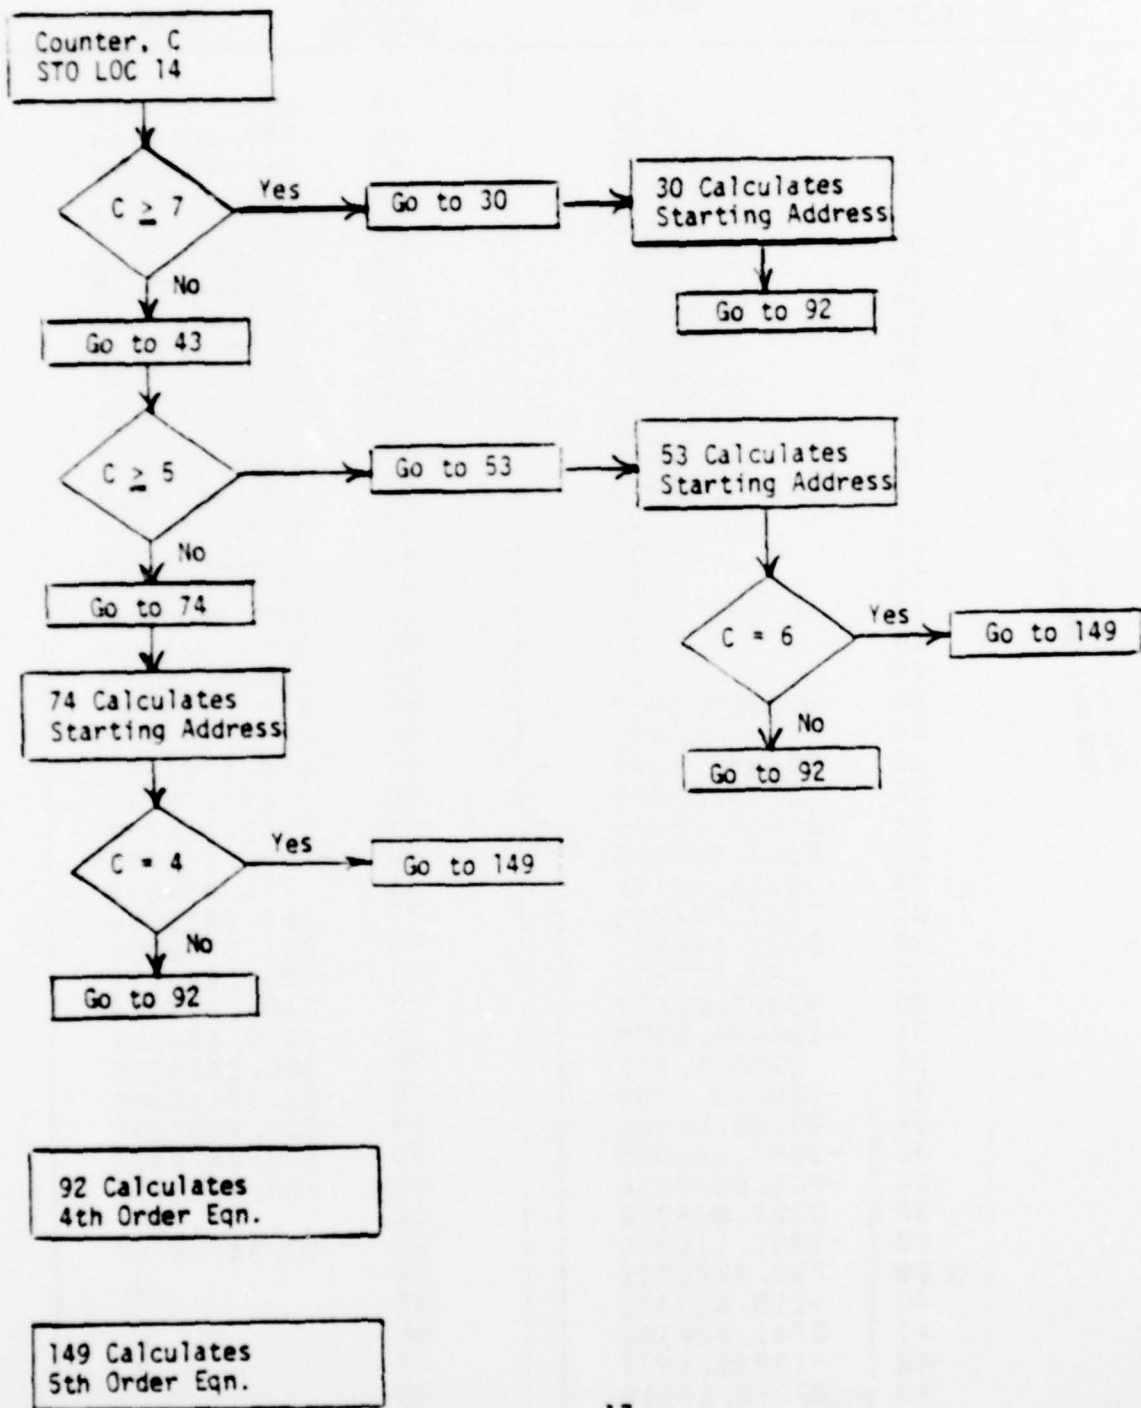 Counter, C
STO LOC 14
C ≥ 7
Yes
Go to 30
30 Calculates
Starting Address
Go to 92
No
Go to 43
C ≥ 5
Go to 53
53 Calculates
Starting Address
C = 6
Yes
Go to 149
No
Go to 92
No
Go to 74
74 Calculates
Starting Address
C = 4
Yes
Go to 149
No
Go to 92
92 Calculates
4th Order Eqn.
149 Calculates
5th Order Eqn.